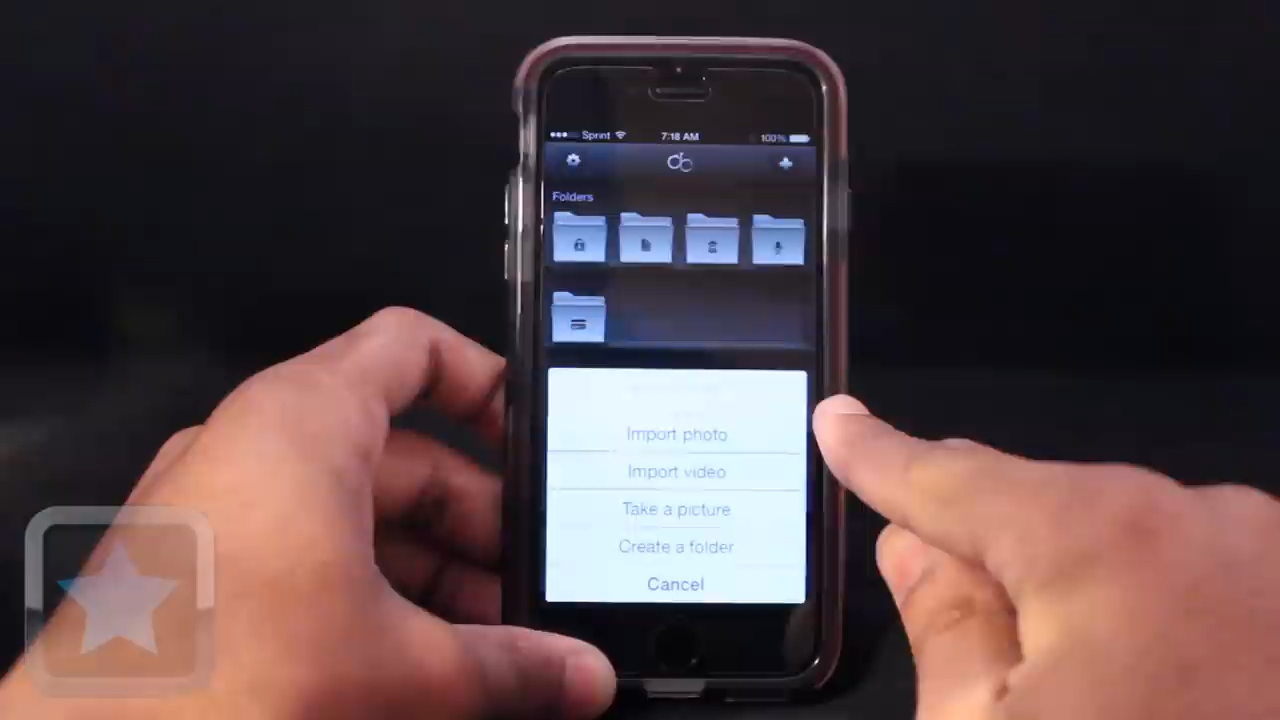 Sprint 7:18 AM 100%
Folders
Import photo
Import video
Take a picture
Create a folder
Cancel